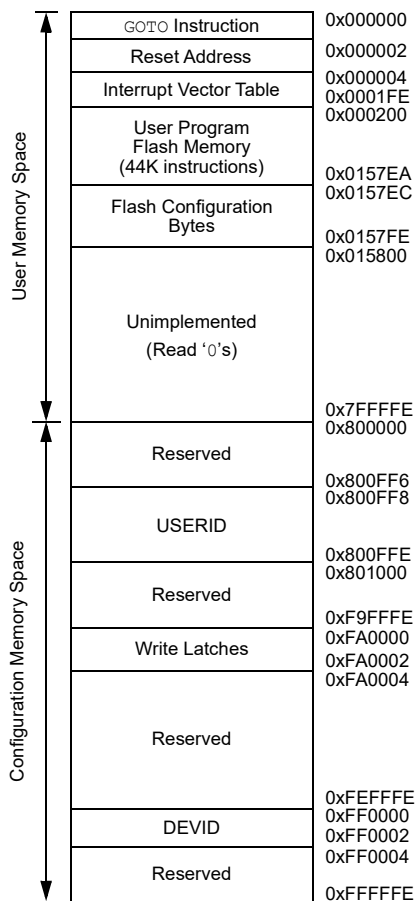 GOTO Instruction
0x000000
Reset Address
0x000002
Interrupt Vector Table
0x000004
0x0001FE
User Program
Flash Memory
(44K instructions)
0x000200
0x0157EA
Flash Configuration
Bytes
0x0157EC
0x0157FE
Unimplemented
(Read ‘0’s)
0x015800
0x7FFFFE
User Memory Space
Reserved
0x800000
0x800FF6
USERID
0x800FF8
0x800FFE
Reserved
0x801000
0xF9FFFE
Write Latches
0xFA0000
0xFA0002
Reserved
0xFA0004
0xFEFFFE
DEVID
0xFF0000
0xFF0002
Reserved
0xFF0004
0xFFFFFE
Configuration Memory Space